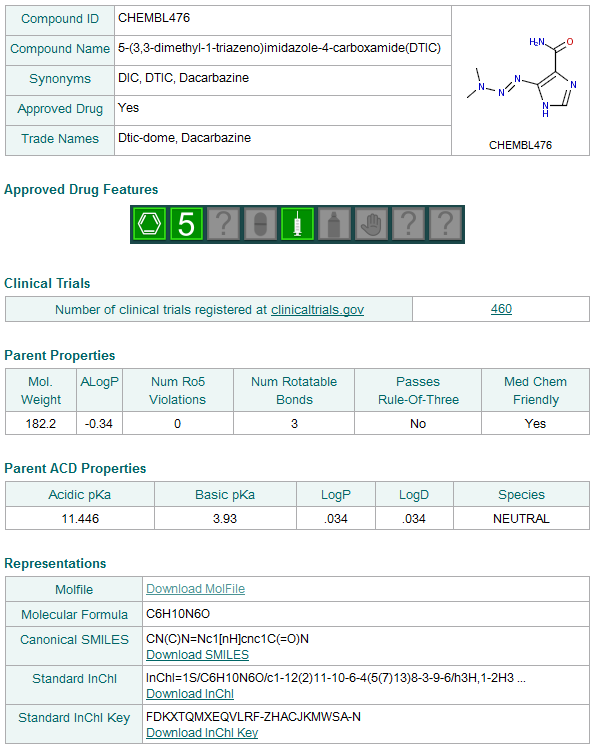 Compound ID CHEMBL476
Compound Name 5-(3,3-dimethyl-1-triazeno)imidazole-4-carboxamide(DTIC)
Synonyms DIC, DTIC, Dacarbazine
Approved Drug Yes
Trade Names Dtic-dome, Dacarbazine
H₂N O
N N N N
N
H
CHEMBL476
Approved Drug Features
5 ? ? ?
Clinical Trials
Number of clinical trials registered at clinicaltrials.gov 460
Parent Properties
Mol. Weight ALogP Num Ro5 Violations Num Rotatable Bonds Passes Rule-Of-Three Med Chem Friendly
182.2 -0.34 0 3 No Yes
Parent ACD Properties
Acidic pKa Basic pKa LogP LogD Species
11.446 3.93 .034 .034 NEUTRAL
Representations
Molfile Download MolFile
Molecular Formula C6H10N6O
Canonical SMILES CN(C)N=Nc1[nH]cnc1C(=O)N
Download SMILES
Standard InChI InChI=1S/C6H10N6O/c1-12(2)11-10-6-4(5(7)13)8-3-9-6/h3H,1-2H3 ...
Download InChI
Standard InChI Key FDKXTQMXEQVLRF-ZHACJKMWSA-N
Download InChI Key